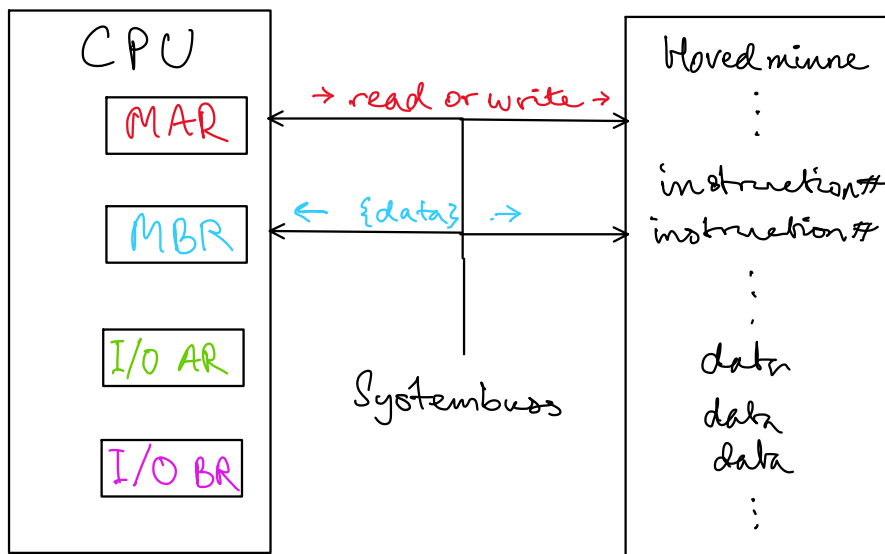 CPU
MAR
MBR
I/O AR
I/O BR
→ read or write →
← {data} →
Systembuss
Hovedminne
instruction#
instruction#
data
data
data